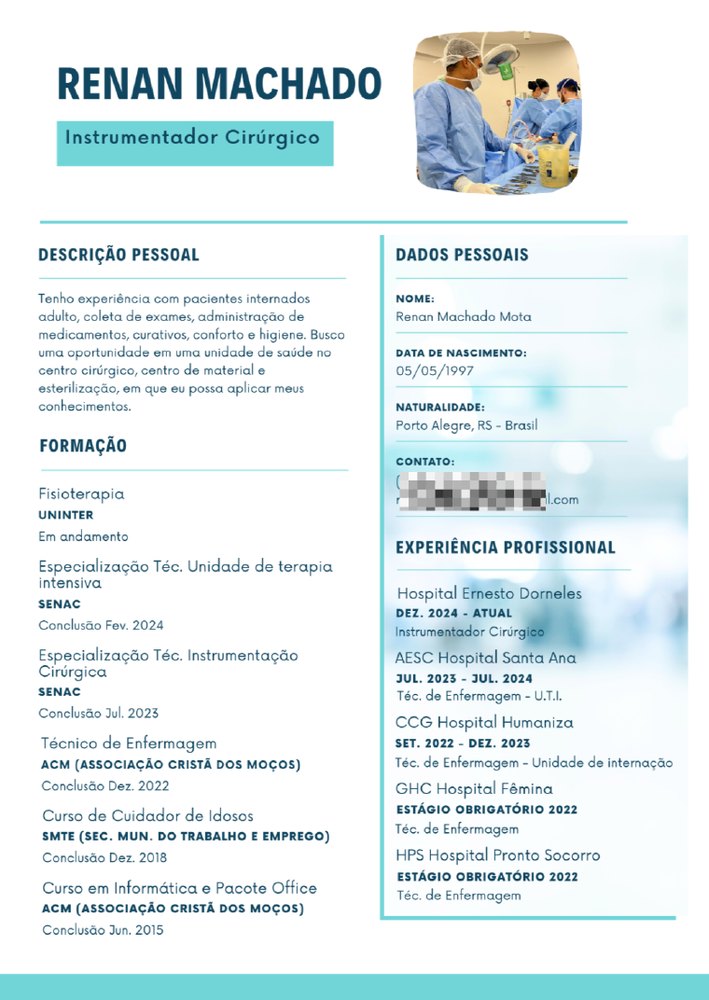 RENAN MACHADO
Instrumentador Cirúrgico
DESCRIÇÃO PESSOAL
Tenho experiência com pacientes internados
adulto, coleta de exames, administração de
medicamentos, curativos, conforto e higiene. Busco
uma oportunidade em uma unidade de saúde no
centro cirúrgico, centro de material e
esterilização, em que eu possa aplicar meus
conhecimentos.
FORMAÇÃO
Fisioterapia
UNINTER
Em andamento
Especialização Téc. Unidade de terapia
intensiva
SENAC
Conclusão Fev. 2024
Especialização Téc. Instrumentação
Cirúrgica
SENAC
Conclusão Jul. 2023
Técnico de Enfermagem
ACM (ASSOCIAÇÃO CRISTÃ DOS MOÇOS)
Conclusão Dez. 2022
Curso de Cuidador de Idosos
SMTE (SEC. MUN. DO TRABALHO E EMPREGO)
Conclusão Dez. 2018
Curso em Informática e Pacote Office
ACM (ASSOCIAÇÃO CRISTÃ DOS MOÇOS)
Conclusão Jun. 2015
DADOS PESSOAIS
NOME:
Renan Machado Mota
DATA DE NASCIMENTO:
05/05/1997
NATURALIDADE:
Porto Alegre, RS - Brasil
CONTATO:
l.com
EXPERIÊNCIA PROFISSIONAL
Hospital Ernesto Dorneles
DEZ. 2024 - ATUAL
Instrumentador Cirúrgico
AESC Hospital Santa Ana
JUL. 2023 - JUL. 2024
Téc. de Enfermagem - U.T.I.
CCG Hospital Humaniza
SET. 2022 - DEZ. 2023
Téc. de Enfermagem - Unidade de internação
GHC Hospital Fêmina
ESTÁGIO OBRIGATÓRIO 2022
Téc. de Enfermagem
HPS Hospital Pronto Socorro
ESTÁGIO OBRIGATÓRIO 2022
Téc. de Enfermagem